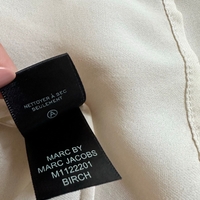 NETTOYER À SEC
SEULEMENT
A
MARC BY
MARC JACOBS
M1122201
BIRCH